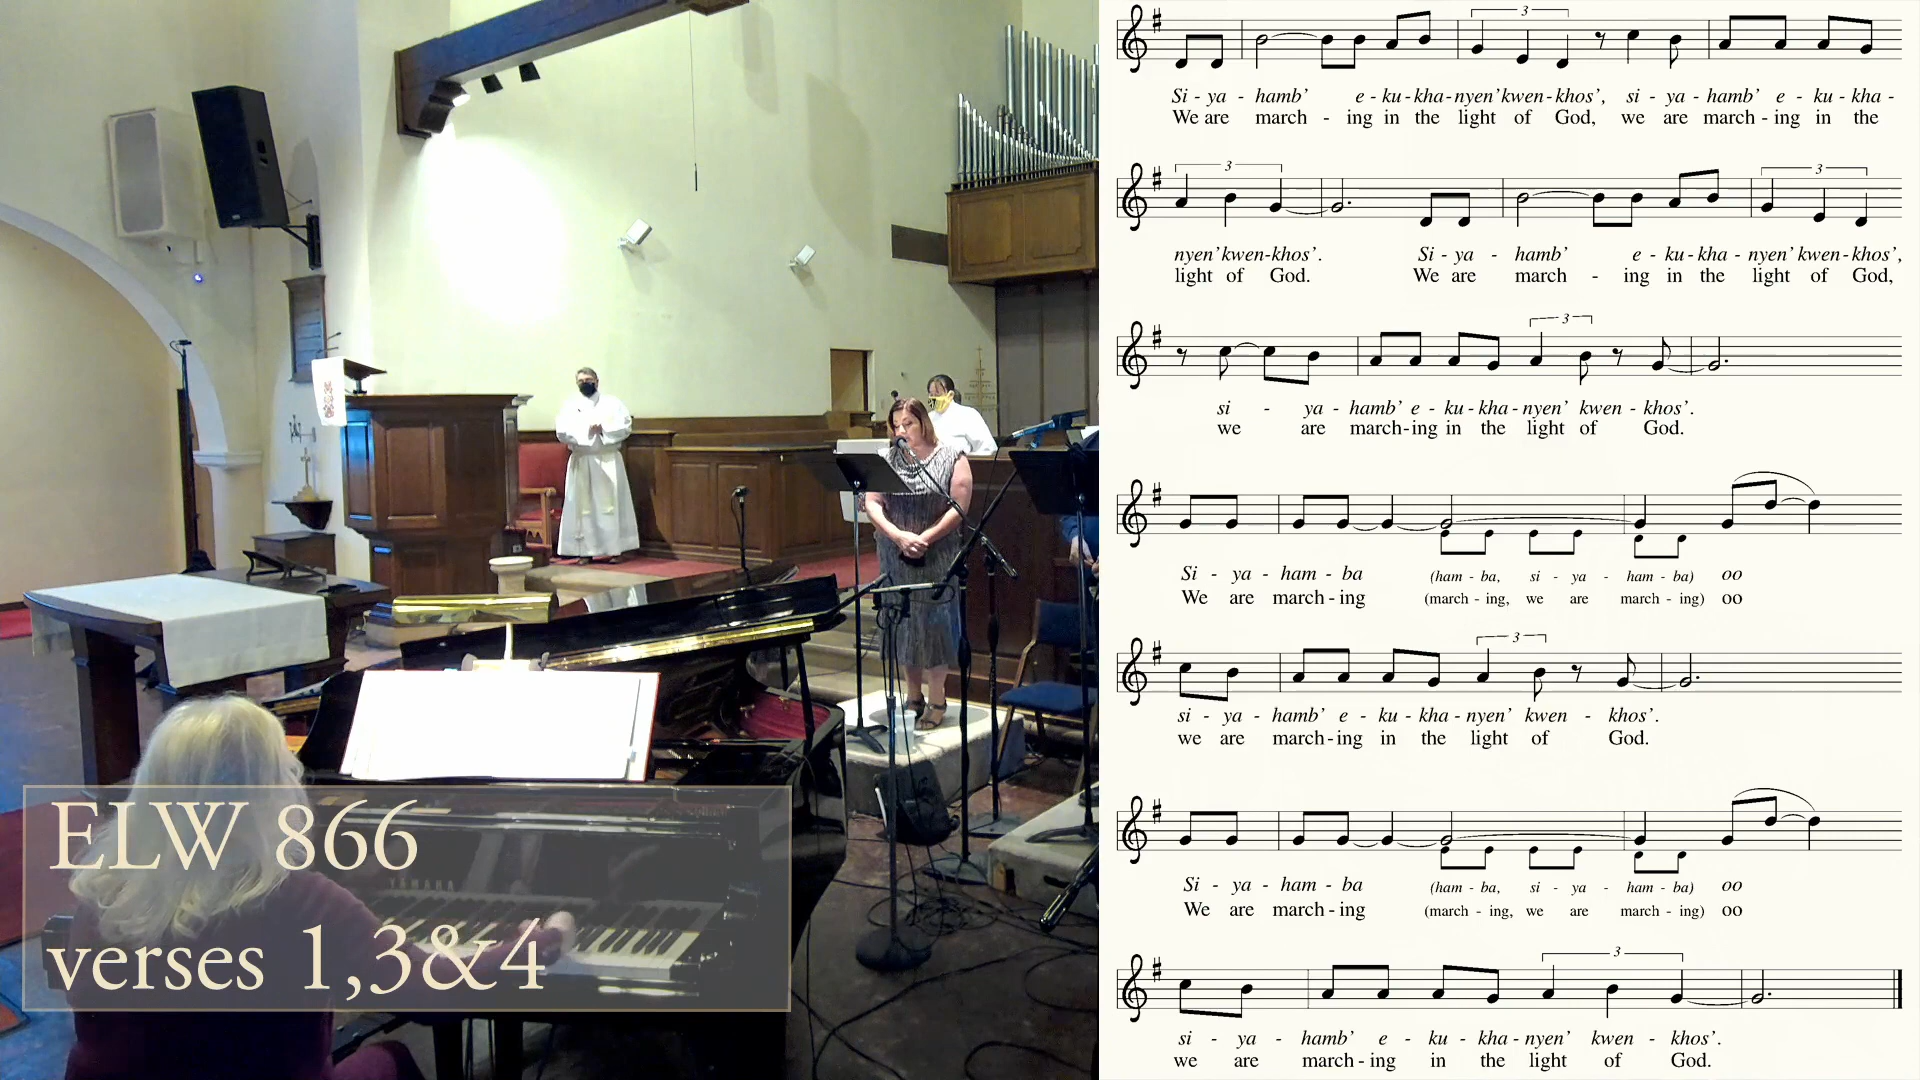 ELW 866
verses 1,3&4
YAMAHA
3
Si - ya - hamb' e - ku - kha - nyen' kwen - khos', si - ya - hamb' e - ku - kha -
We are march - ing in the light of God, we are march - ing in the
3 3
nyen' kwen - khos'. Si - ya - hamb' e - ku - kha - nyen' kwen - khos',
light of God. We are march - ing in the light of God,
3
si - ya - hamb' e - ku - kha - nyen' kwen - khos'.
we are march - ing in the light of God.
Si - ya - ham - ba (ham - ba, si - ya - ham - ba) oo
We are march - ing (march - ing, we are march - ing) oo
3
si - ya - hamb' e - ku - kha - nyen' kwen - khos'.
we are march - ing in the light of God.
Si - ya - ham - ba (ham - ba, si - ya - ham - ba) oo
We are march - ing (march - ing, we are march - ing) oo
3
si - ya - hamb' e - ku - kha - nyen' kwen - khos'.
we are march - ing in the light of God.